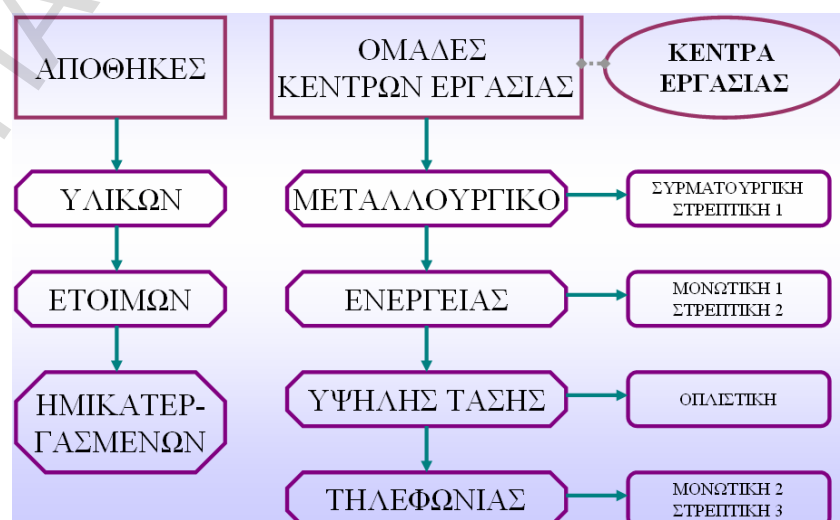 ΑΠΟΘΗΚΕΣ
ΥΛΙΚΩΝ
ΕΤΟΙΜΩΝ
ΗΜΙΚΑΤΕΡ-
ΓΑΣΜΕΝΩΝ
ΟΜΑΔΕΣ
ΚΕΝΤΡΩΝ ΕΡΓΑΣΙΑΣ
ΚΕΝΤΡΑ
ΕΡΓΑΣΙΑΣ
ΜΕΤΑΛΛΟΥΡΓΙΚΟ
ΣΥΡΜΑΤΟΥΡΓΙΚΗ
ΣΤΡΕΠΤΙΚΗ 1
ΕΝΕΡΓΕΙΑΣ
ΜΟΝΩΤΙΚΗ 1
ΣΤΡΕΠΤΙΚΗ 2
ΥΨΗΛΗΣ ΤΑΣΗΣ
ΟΠΛΙΣΤΙΚΗ
ΤΗΛΕΦΩΝΙΑΣ
ΜΟΝΩΤΙΚΗ 2
ΣΤΡΕΠΤΙΚΗ 3